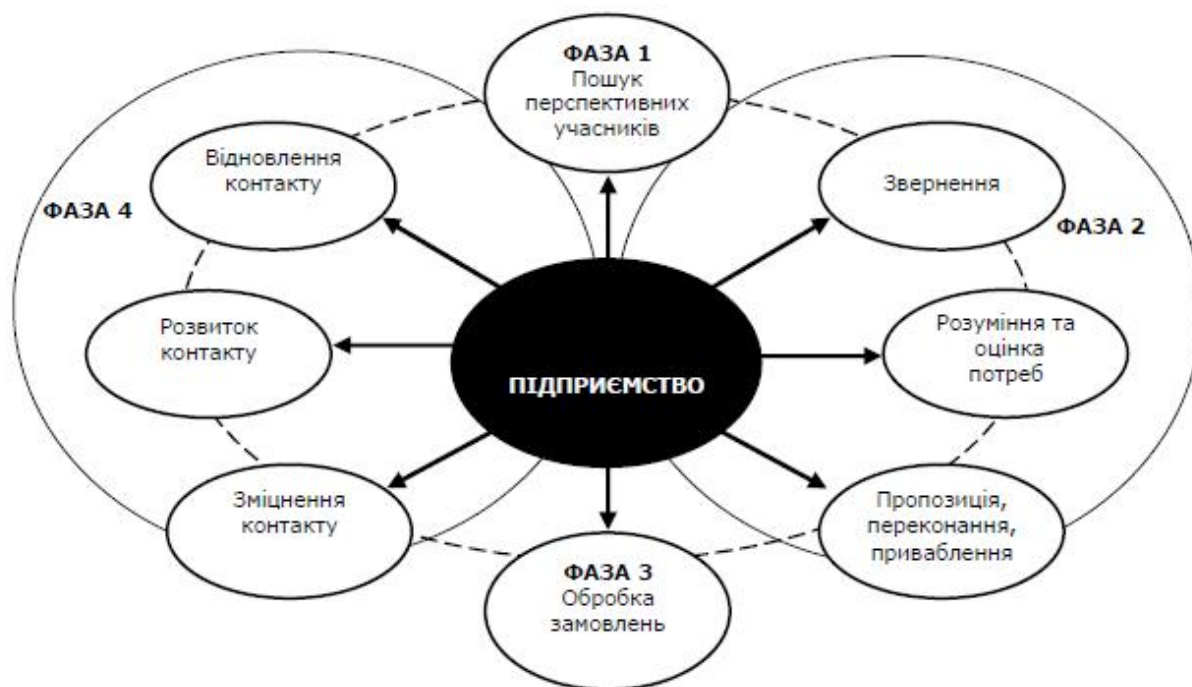 ФАЗА 1
Пошук
перспективних
учасників
Відновлення
контакту
Звернення
ФАЗА 4
ФАЗА 2
Розвиток
контакту
Розуміння та
оцінка
потреб
ПІДПРИЄМСТВО
Зміцнення
контакту
Пропозиція,
переконання,
приваблення
ФАЗА 3
Обробка
замовлень